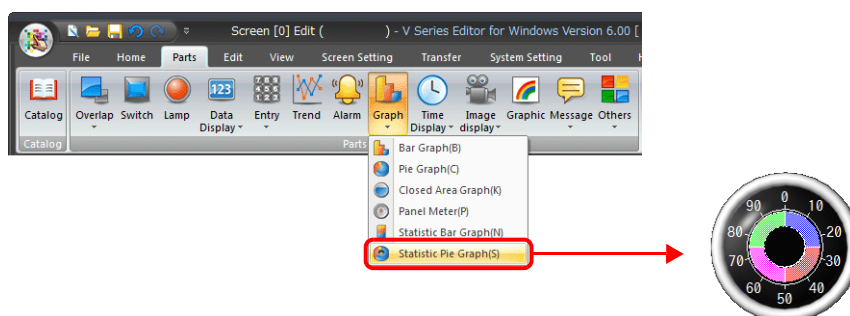 Screen [0] Edit (          ) - V Series Editor for Windows Version 6.00 [
File Home Parts Edit View Screen Setting Transfer System Setting Tool
Catalog Overlap Switch Lamp Data Display Entry Trend Alarm Graph Time Display Image display Graphic Message Others
123
Catalog Parts
Bar Graph(B)
Pie Graph(C)
Closed Area Graph(K)
Panel Meter(P)
Statistic Bar Graph(N)
Statistic Pie Graph(S)
0
90 10
80 20
70 30
60 40
50